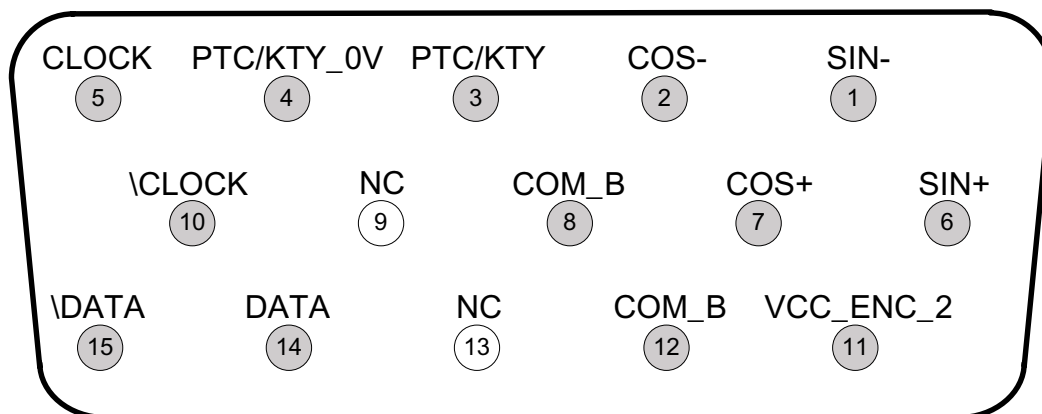 CLOCK PTC/KTY_0V PTC/KTY COS- SIN-
5 4 3 2 1
\CLOCK NC COM_B COS+ SIN+
10 9 8 7 6
\DATA DATA NC COM_B VCC_ENC_2
15 14 13 12 11